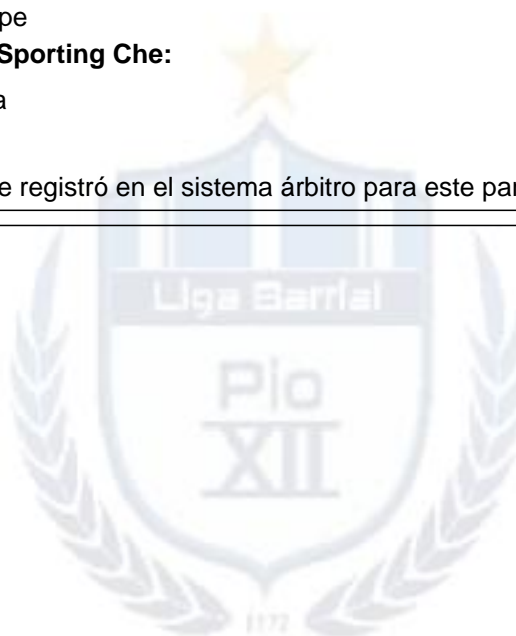 pe
Sporting Che:
a
e registró en el sistema árbitro para este par
Liga Barrial
Pio
XII